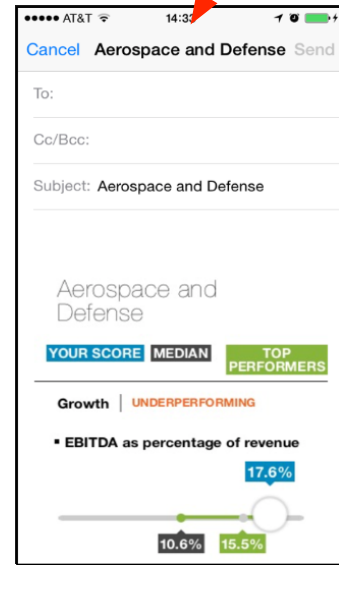 AT&T 14:33
Cancel Aerospace and Defense Send
To:
Cc/Bcc:
Subject: Aerospace and Defense
Aerospace and
Defense
YOUR SCORE MEDIAN TOP
PERFORMERS
Growth | UNDERPERFORMING
▪ EBITDA as percentage of revenue
17.6%
10.6% 15.5%